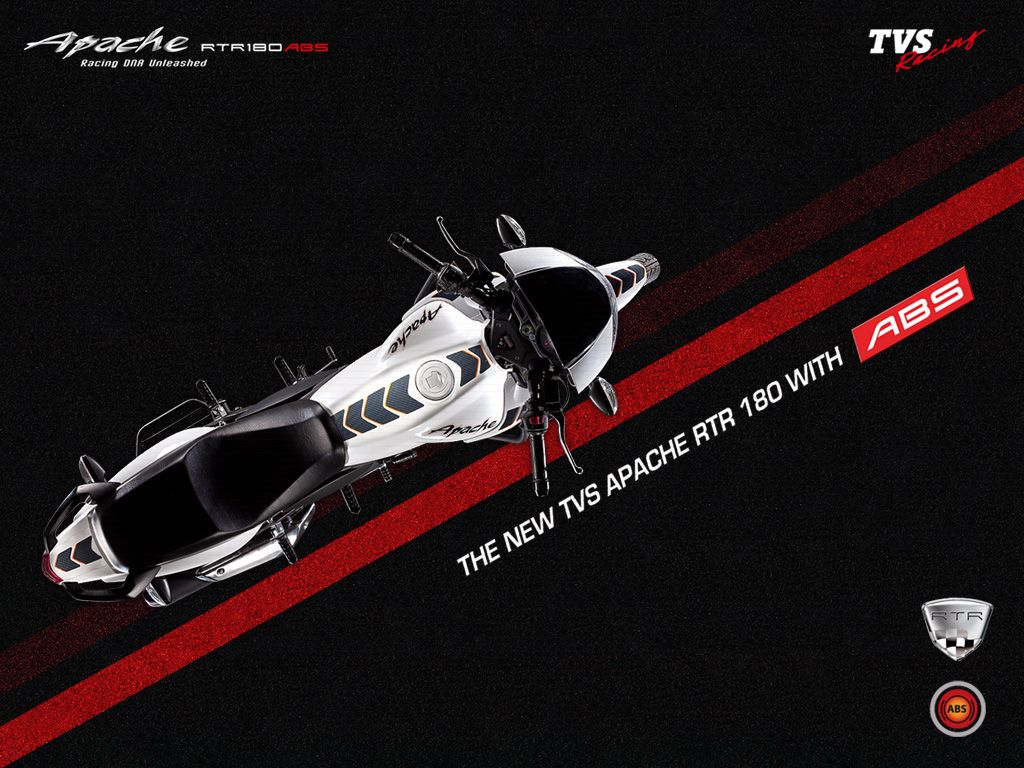 Apache RTR180ABS
Racing DNA Unleashed
TVS
Racing
Apache
Apache
THE NEW TVS APACHE RTR 180 WITH ABS
RTR
ABS